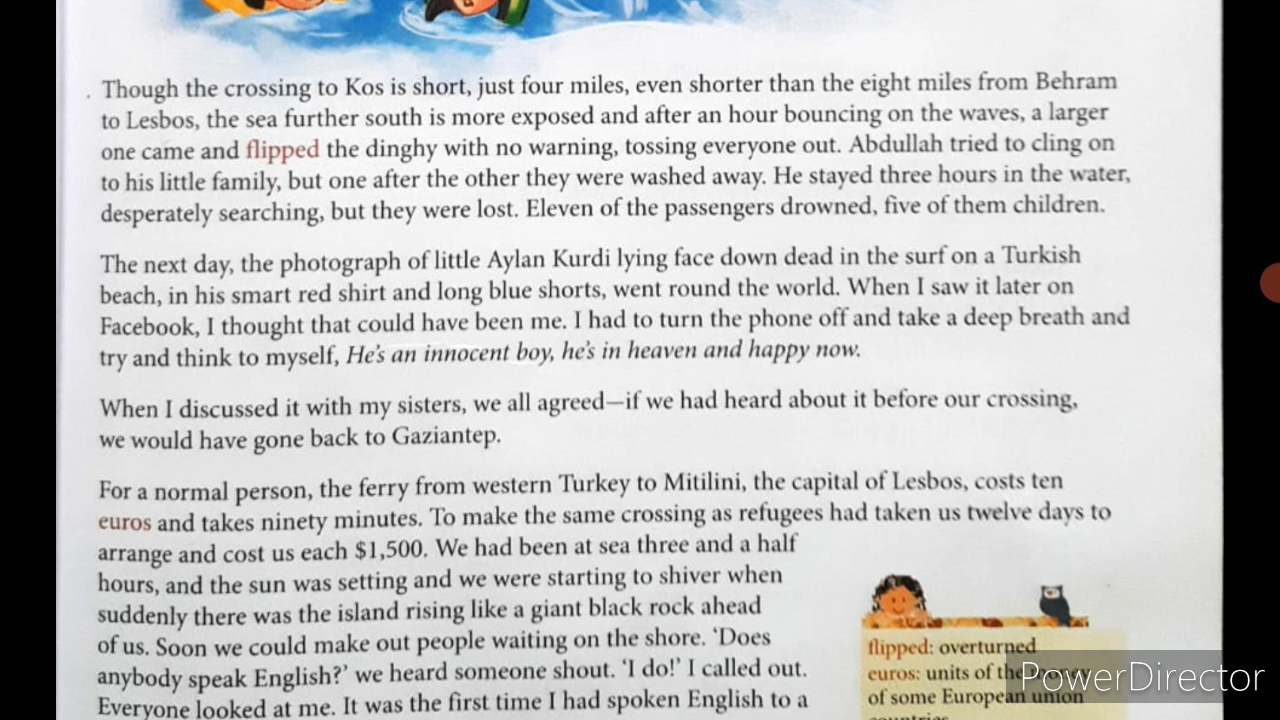 Though the crossing to Kos is short, just four miles, even shorter than the eight miles from Behram
to Lesbos, the sea further south is more exposed and after an hour bouncing on the waves, a larger
one came and flipped the dinghy with no warning, tossing everyone out. Abdullah tried to cling on
to his little family, but one after the other they were washed away. He stayed three hours in the water,
desperately searching, but they were lost. Eleven of the passengers drowned, five of them children.
The next day, the photograph of little Aylan Kurdi lying face down dead in the surf on a Turkish
beach, in his smart red shirt and long blue shorts, went round the world. When I saw it later on
Facebook, I thought that could have been me. I had to turn the phone off and take a deep breath and
try and think to myself, He's an innocent boy, he's in heaven and happy now.
When I discussed it with my sisters, we all agreed—if we had heard about it before our crossing,
we would have gone back to Gaziantep.
For a normal person, the ferry from western Turkey to Mitilini, the capital of Lesbos, costs ten
euros and takes ninety minutes. To make the same crossing as refugees had taken us twelve days to
arrange and cost us each $1,500. We had been at sea three and a half
hours, and the sun was setting and we were starting to shiver when
suddenly there was the island rising like a giant black rock ahead
of us. Soon we could make out people waiting on the shore. 'Does
anybody speak English?' we heard someone shout. 'I do!' I called out.
Everyone looked at me. It was the first time I had spoken English to a
flipped: overturned
euros: units of the
of some European union
PowerDirector